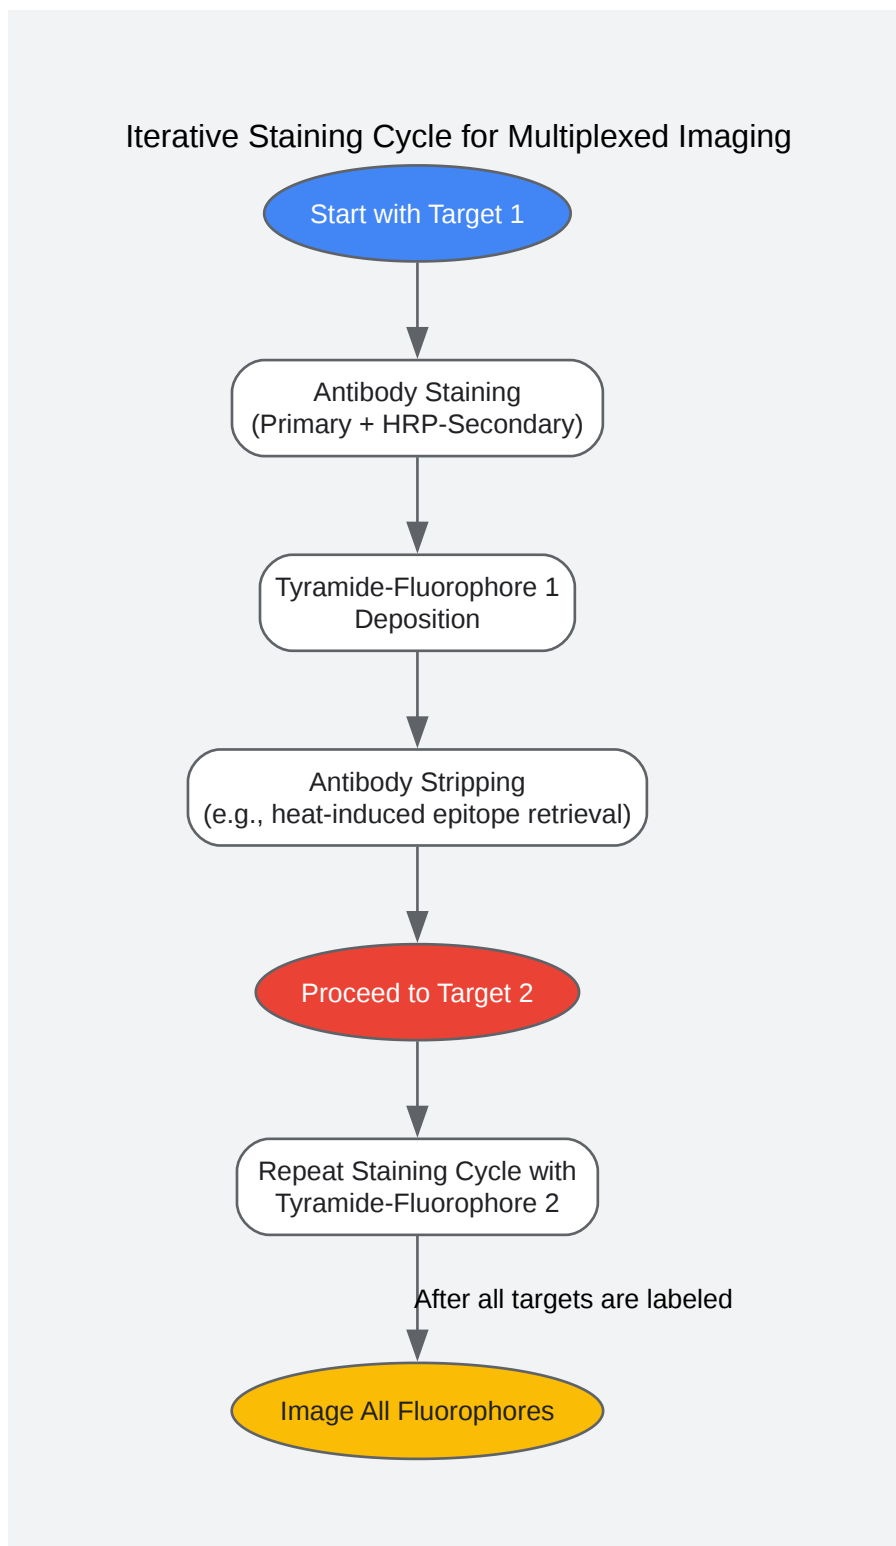 Iterative Staining Cycle for Multiplexed Imaging
Start with Target 1
Antibody Staining
(Primary + HRP-Secondary)
Tyramide-Fluorophore 1
Deposition
Antibody Stripping
(e.g., heat-induced epitope retrieval)
Proceed to Target 2
Repeat Staining Cycle with
Tyramide-Fluorophore 2
After all targets are labeled
Image All Fluorophores